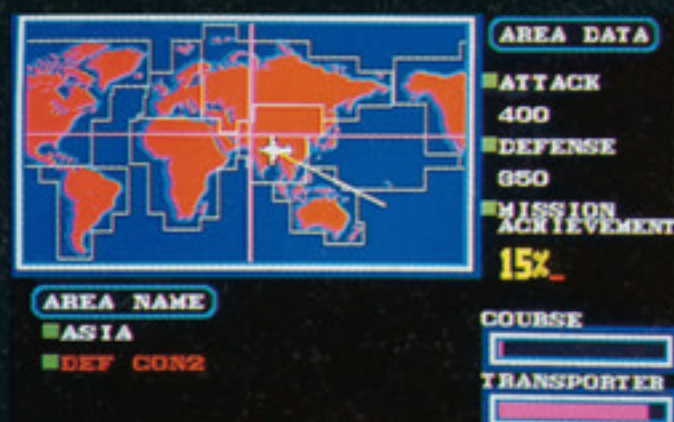 AREA DATA
ATTACK
400
DEFENSE
350
MISSION
ACHIEVEMENT
15%_
AREA NAME
ASIA
DEF CON2
COURSE
TRANSPORTER